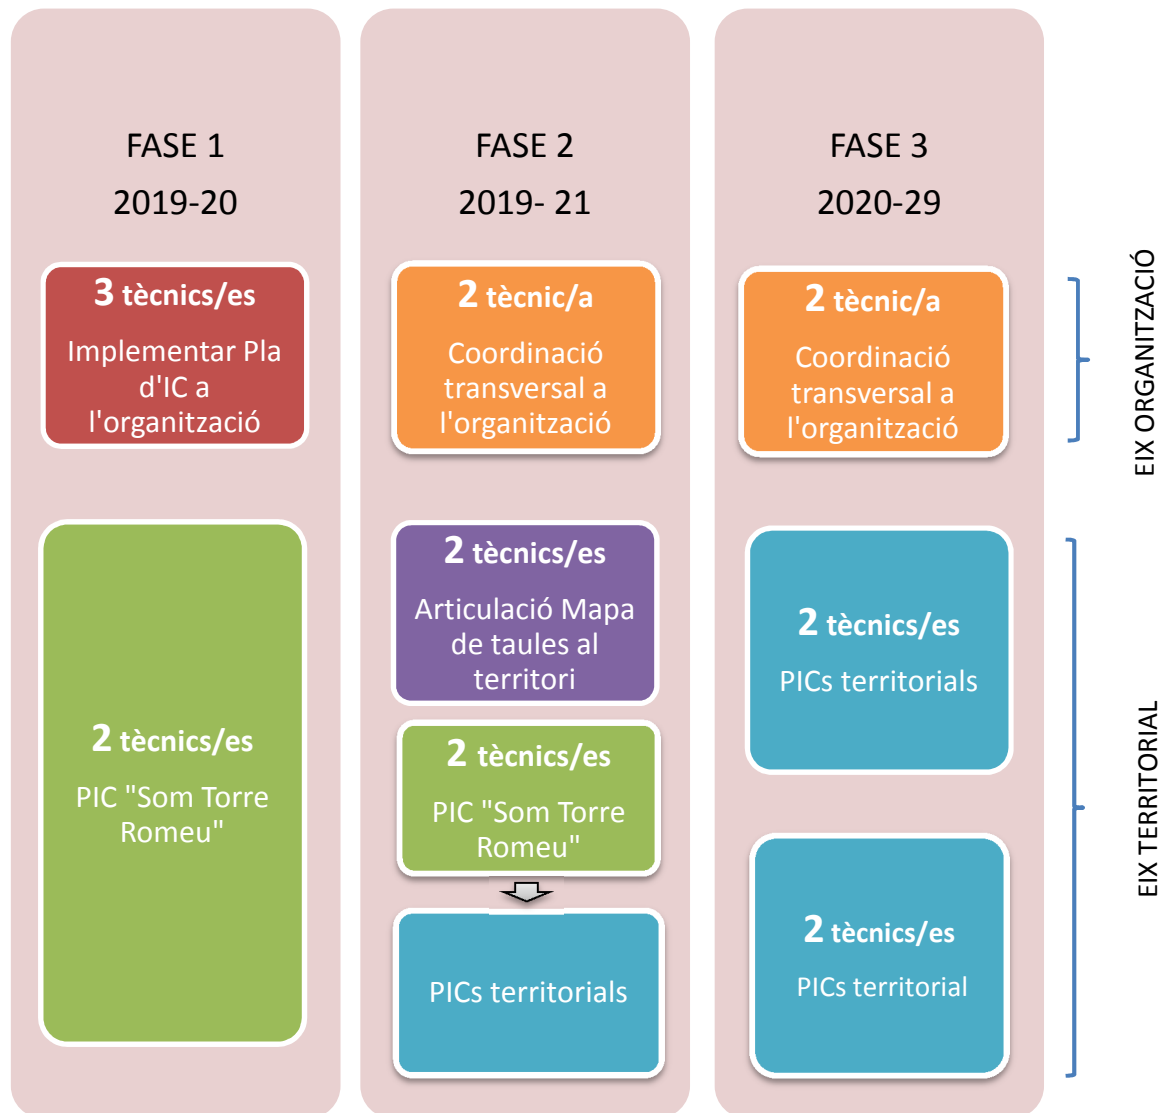 FASE 1
2019-20
3 tècnics/es
Implementar Pla
d'IC a
l'organització
2 tècnics/es
PIC "Som Torre
Romeu"
FASE 2
2019- 21
2 tècnic/a
Coordinació
transversal a
l'organització
2 tècnics/es
Articulació Mapa
de taules al
territori
2 tècnics/es
PIC "Som Torre
Romeu"
PICs territorials
FASE 3
2020-29
2 tècnic/a
Coordinació
transversal a
l'organització
2 tècnics/es
PICs territorials
2 tècnics/es
PICs territorial
EIX ORGANITZACIÓ
EIX TERRITORIAL